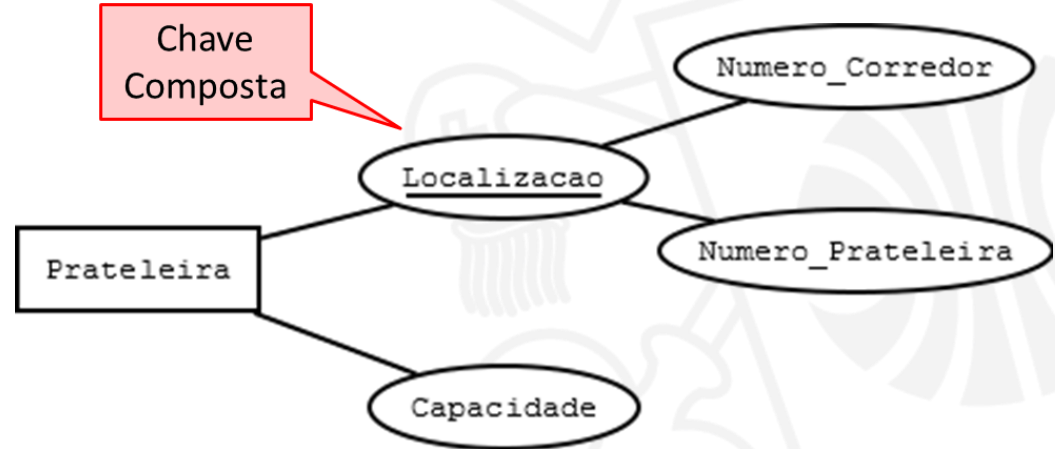 Chave
Composta
Numero_Corredor
Localizacao
Numero_Prateleira
Prateleira
Capacidade